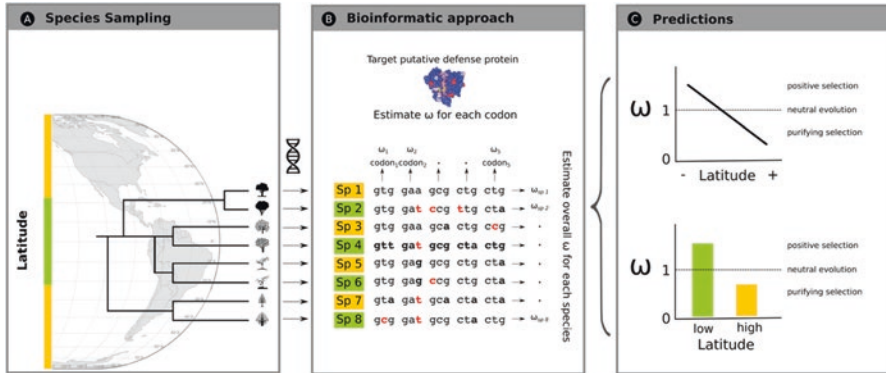 A Species Sampling
Latitude
B Bioinformatic approach
Target putative defense protein
Estimate ω for each codon
ω1 ω2 ω5
codon1 codon2 . . codon5
Sp 1 gtg gaa gcg ctg ctg ωsp 1
Sp 2 gtg gat ccg ttg cta ωsp 2
Sp 3 gtg gaa gca ctg ccg .
Sp 4 gtt gat gcg cta ctg .
Sp 5 gtg gag gcg ctg cta .
Sp 6 gtg gag ccg ctg cta .
Sp 7 gta gat gca cta cta .
Sp 8 gcg gat gcg cta ctg ωsp 8
Estimate overall ω for each species
C Predictions
positive selection
ω 1 neutral evolution
purifying selection
0
- Latitude +
positive selection
ω 1 neutral evolution
purifying selection
0
low high
Latitude